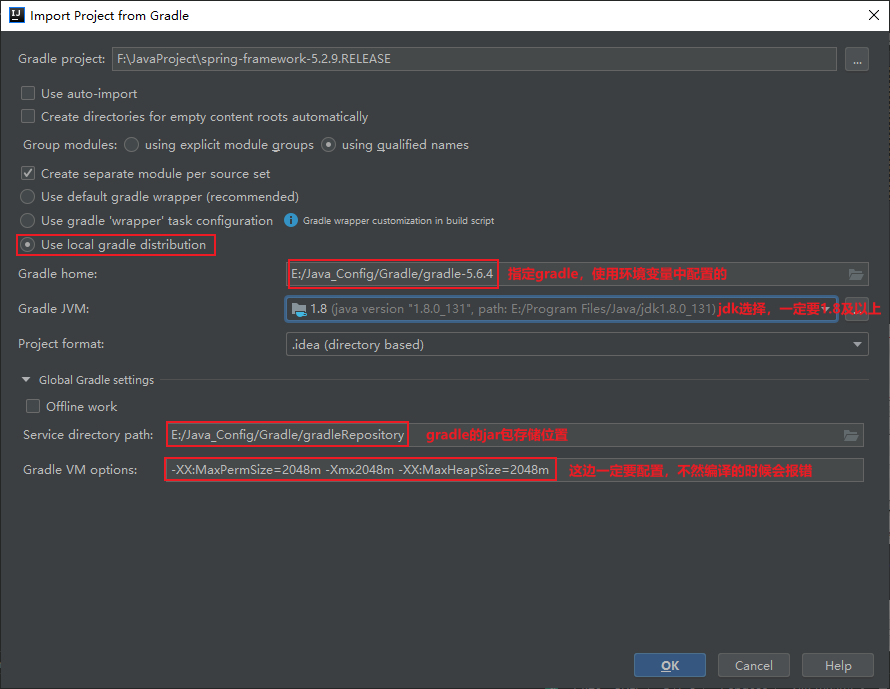 Import Project from Gradle
Gradle project: F:\JavaProject\spring-framework-5.2.9.RELEASE ...
Use auto-import
Create directories for empty content roots automatically
Group modules: using explicit module groups using qualified names
Create separate module per source set
Use default gradle wrapper (recommended)
Use gradle 'wrapper' task configuration Gradle wrapper customization in build script
Use local gradle distribution
Gradle home: E:/Java_Config/Gradle/gradle-5.6.4 指定gradle，使用环境变量中配置的
Gradle JVM: 1.8 (java version "1.8.0_131", path: E:/Program Files/Java/jdk1.8.0_131) jdk选择，一定要1.8及以上
Project format: .idea (directory based)
Global Gradle settings
Offline work
Service directory path: E:/Java_Config/Gradle/gradleRepository gradle的jar包存储位置
Gradle VM options: -XX:MaxPermSize=2048m -Xmx2048m -XX:MaxHeapSize=2048m 这边一定要配置，不然编译的时候会报错
OK Cancel Help